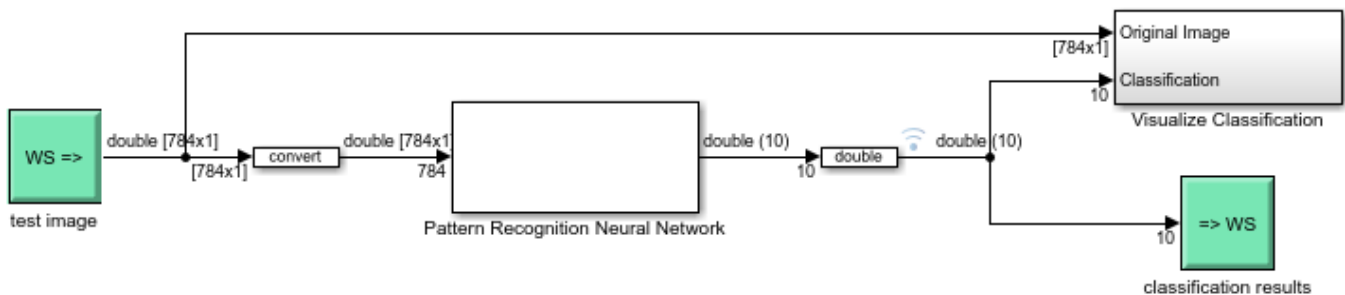 Original Image
[784x1]
Classification
10
Visualize Classification
WS =>
test image
double [784x1]
[784x1]
convert
double [784x1]
784
Pattern Recognition Neural Network
double (10)
10
double
double (10)
10
=> WS
classification results